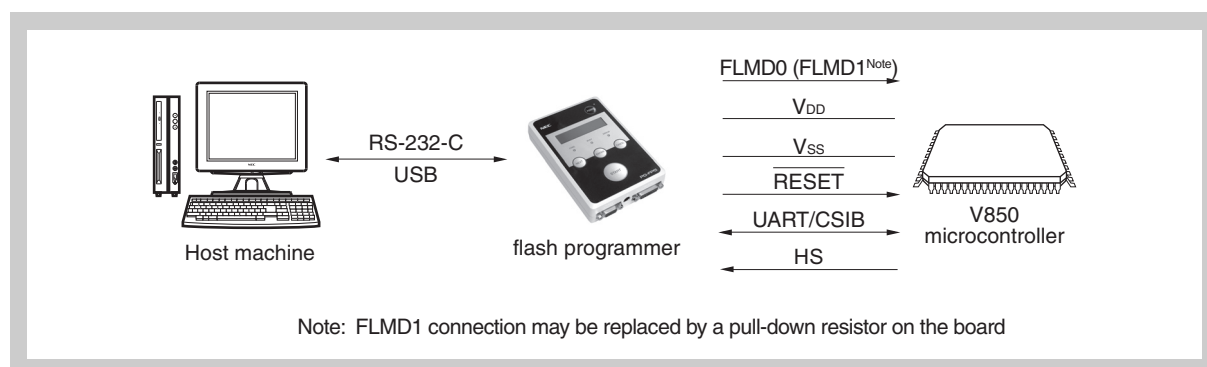 FLMD0 (FLMD1Note)
VDD
VSS
RESET
UART/CSIB
HS
RS-232-C
USB
Host machine
flash programmer
V850
microcontroller
Note: FLMD1 connection may be replaced by a pull-down resistor on the board